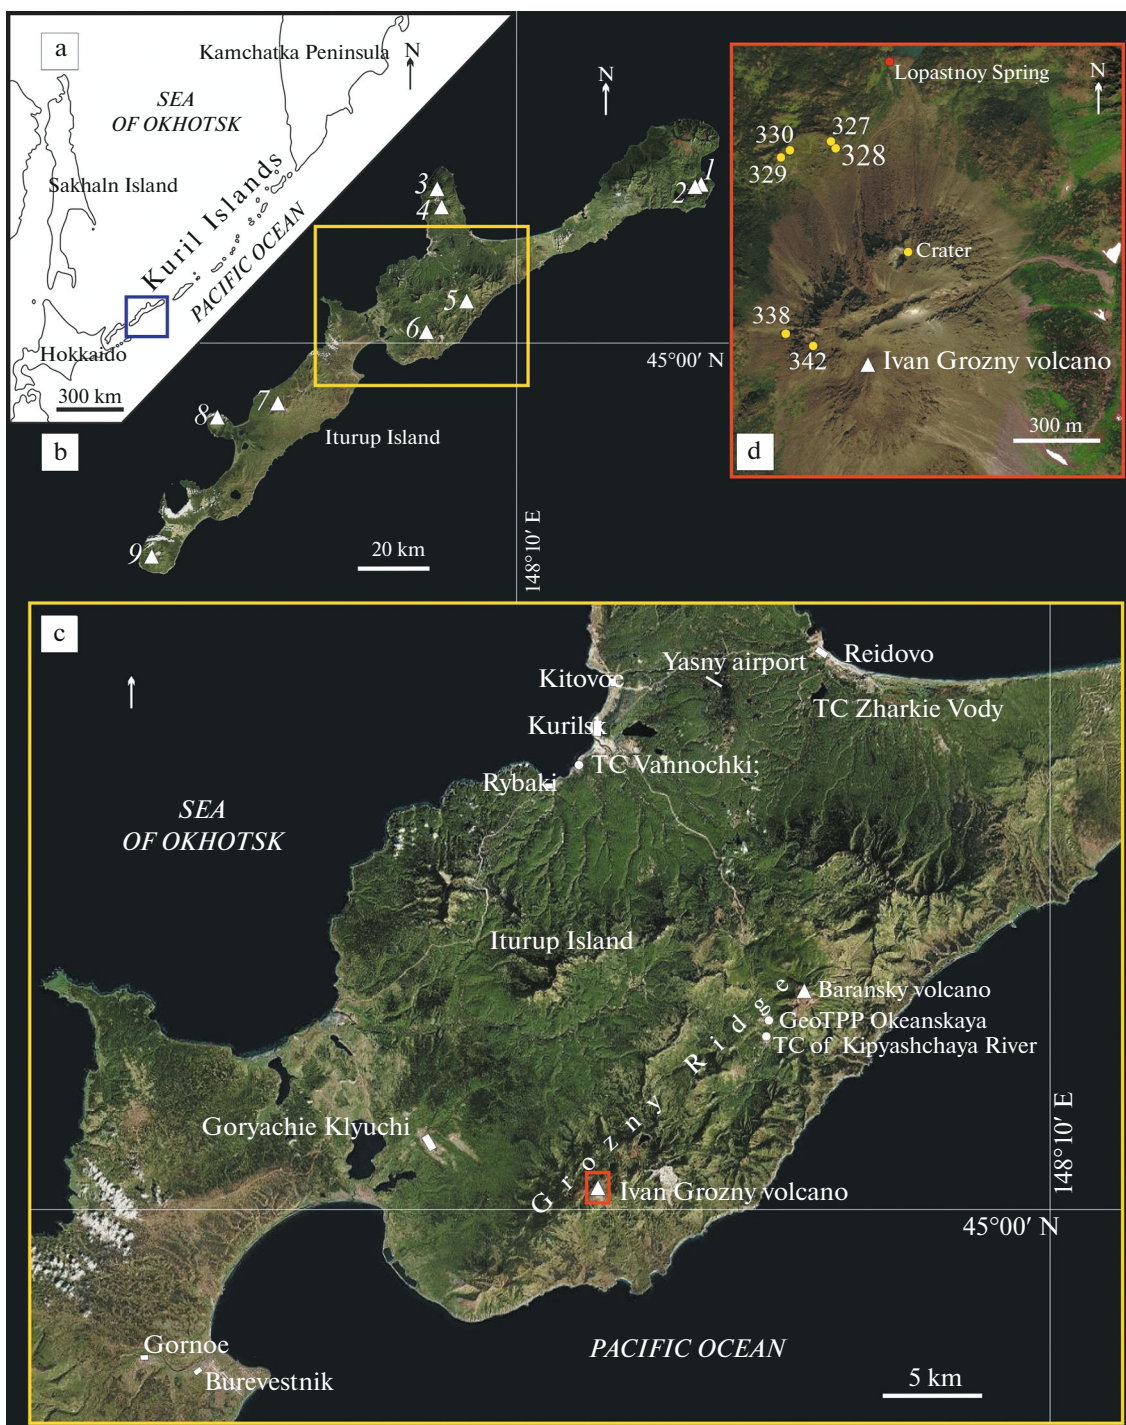 a
Kamchatka Peninsula
N
SEA
OF OKHOTSK
Sakhaln Island
Kuril Islands
PACIFIC OCEAN
Hokkaido
300 km
b
N
1
2
3
4
5
6
45°00′ N
7
8
Iturup Island
9
20 km
148°10′ E
d
Lopastnoy Spring
N
330
327
328
329
Crater
338
342
Ivan Grozny volcano
300 m
c
Yasny airport
Reidovo
Kitovoe
TC Zharkie Vody
Kurilsk
TC Vannochki;
Rybaki
SEA
OF OKHOTSK
Iturup Island
Baransky volcano
GeoTPP Okeanskaya
TC of Kipyashchaya River
Grozny Ridge
Goryachie Klyuchi
148°10′ E
Ivan Grozny volcano
45°00′ N
Gornoe
PACIFIC OCEAN
Burevestnik
5 km